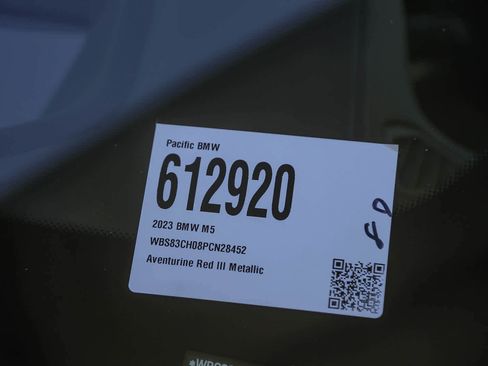 Pacific BMW
612920
2023 BMW M5
WBS83CH08PCN28452
Aventurine Red III Metallic